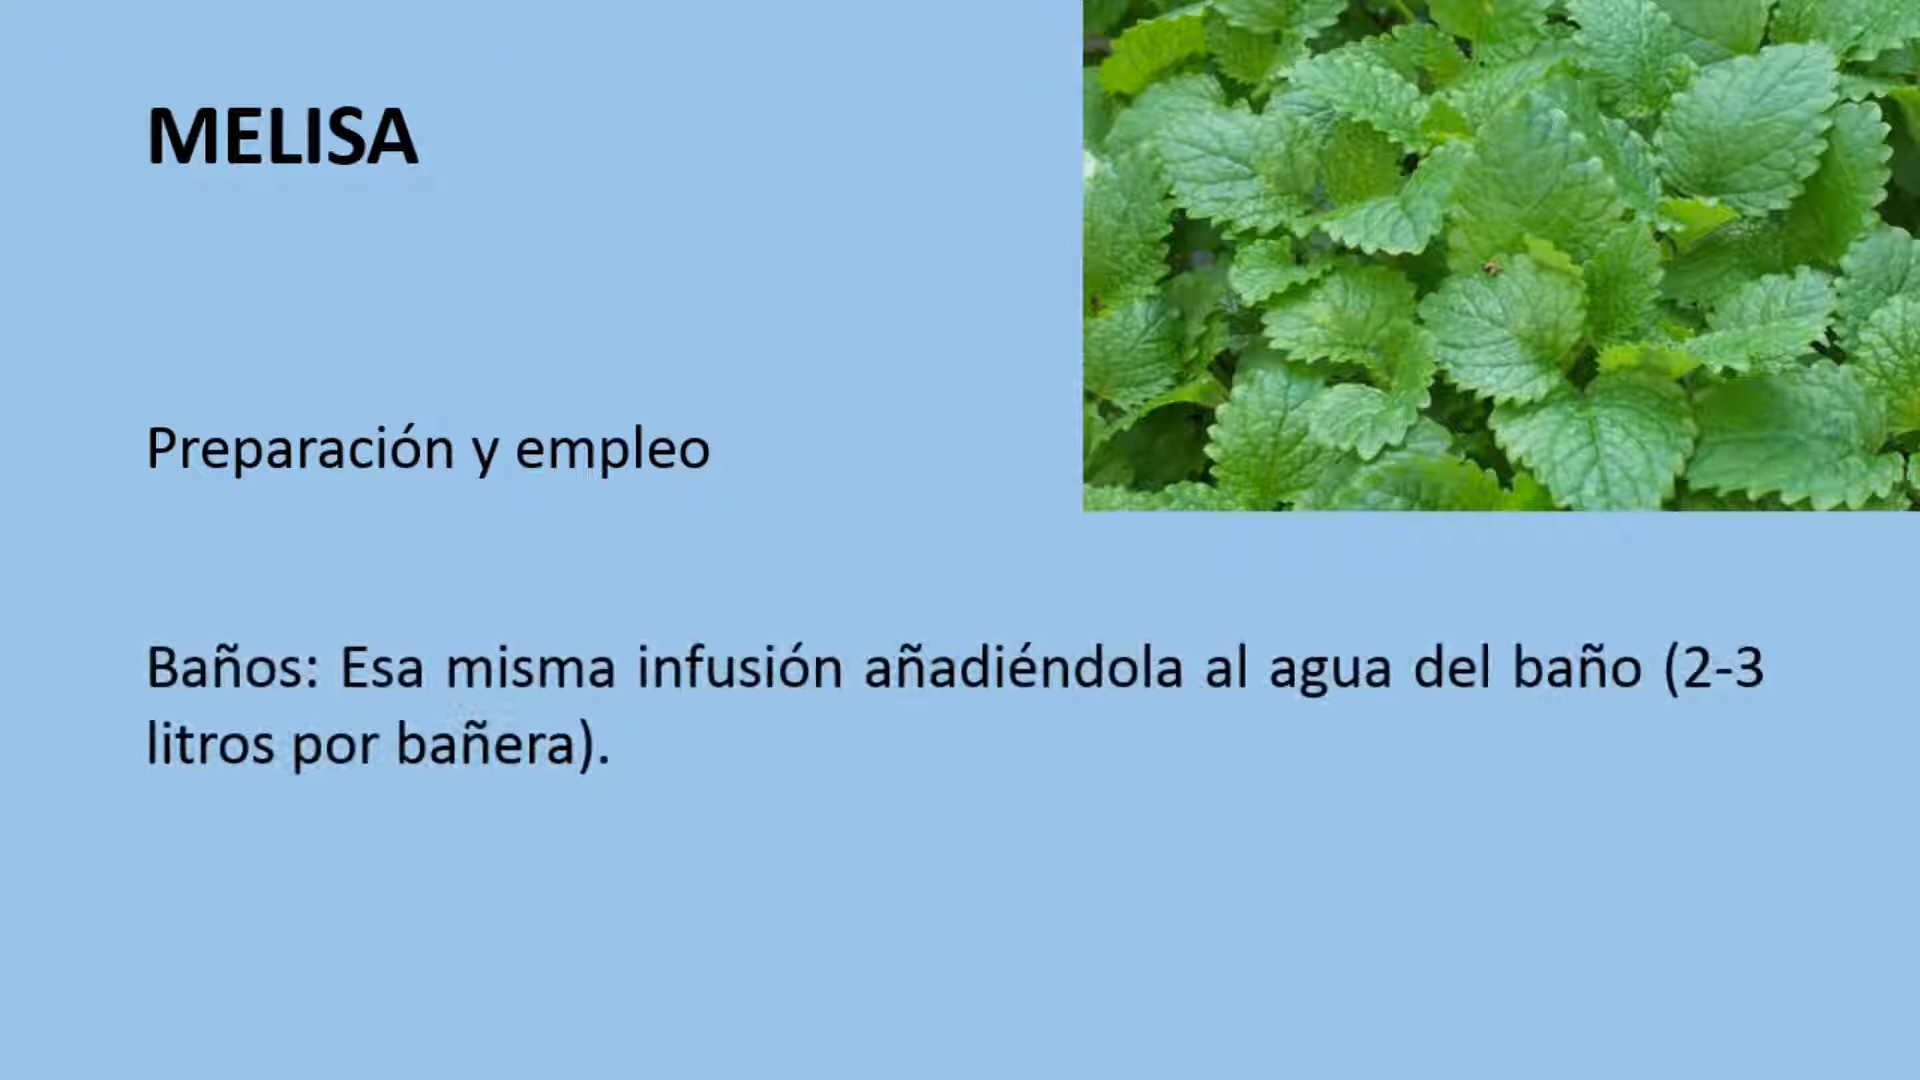 MELISA
Preparación y empleo
Baños: Esa misma infusión añadiéndola al agua del baño (2-3
litros por bañera).